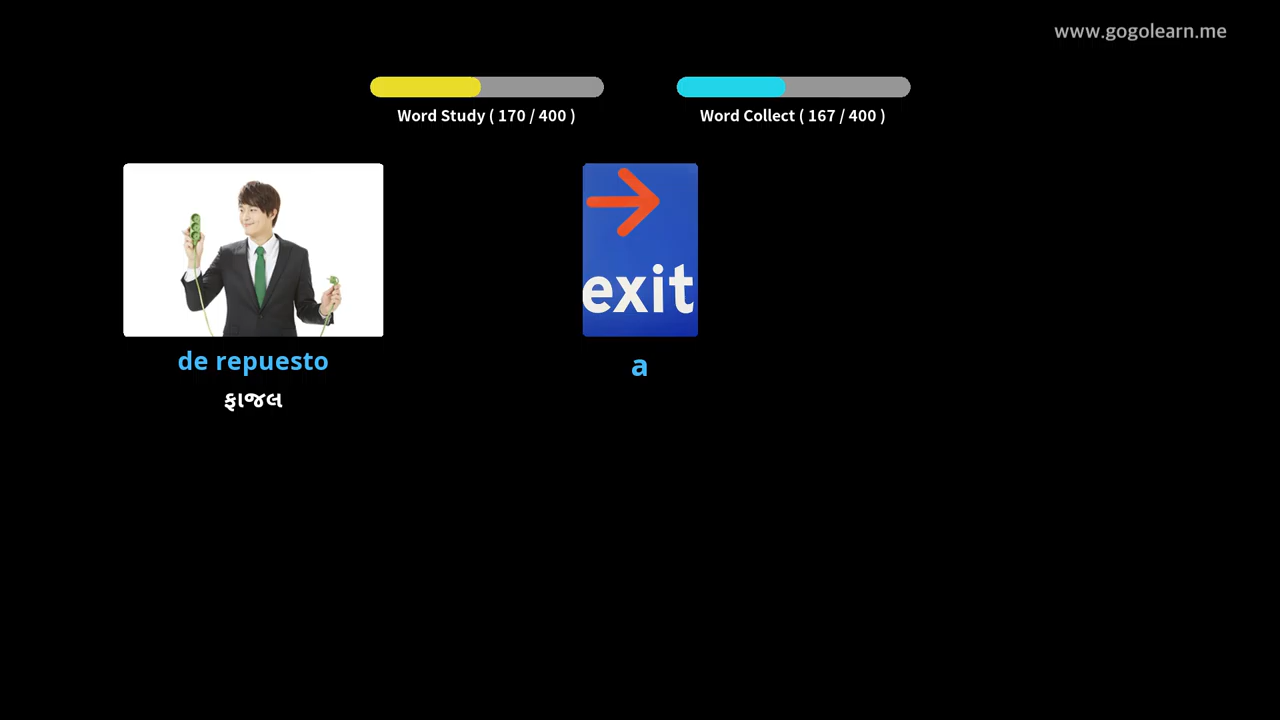 www.gogolearn.me
Word Study ( 170 / 400 )
Word Collect ( 167 / 400 )
exit
de repuesto
a
ફાજલ